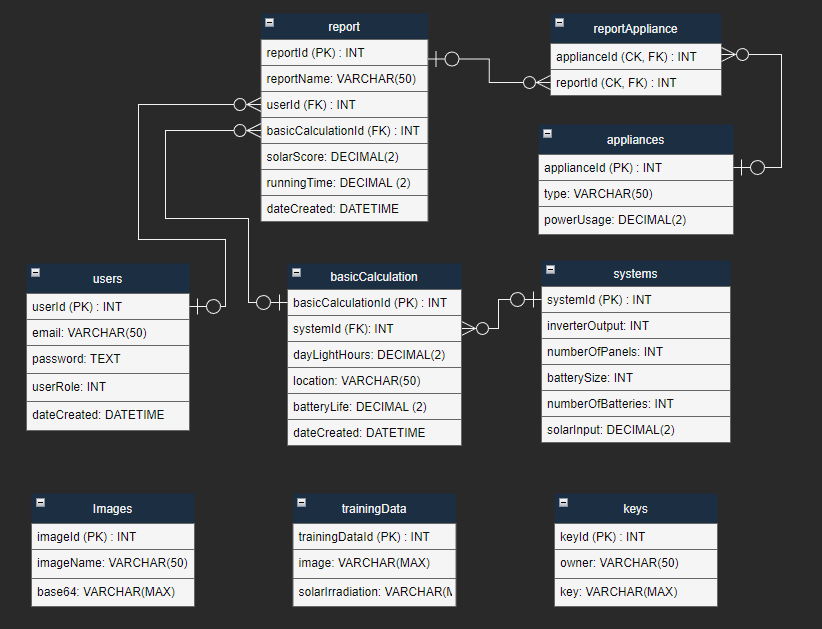 report
reportId (PK) : INT
reportName: VARCHAR(50)
userId (FK) : INT
basicCalculationId (FK) : INT
solarScore: DECIMAL(2)
runningTime: DECIMAL (2)
dateCreated: DATETIME
reportAppliance
applianceId (CK, FK) : INT
reportId (CK, FK) : INT
appliances
applianceId (PK) : INT
type: VARCHAR(50)
powerUsage: DECIMAL(2)
users
userId (PK) : INT
email: VARCHAR(50)
password: TEXT
userRole: INT
dateCreated: DATETIME
basicCalculation
basicCalculationId (PK) : INT
systemId (FK): INT
dayLightHours: DECIMAL(2)
location: VARCHAR(50)
batteryLife: DECIMAL (2)
dateCreated: DATETIME
systems
systemId (PK) : INT
inverterOutput: INT
numberOfPanels: INT
batterySize: INT
numberOfBatteries: INT
solarInput: DECIMAL(2)
Images
imageId (PK) : INT
imageName: VARCHAR(50)
base64: VARCHAR(MAX)
trainingData
trainingDataId (PK) : INT
image: VARCHAR(MAX)
solarIrradiation: VARCHAR(
keys
keyId (PK) : INT
owner: VARCHAR(50)
key: VARCHAR(MAX)